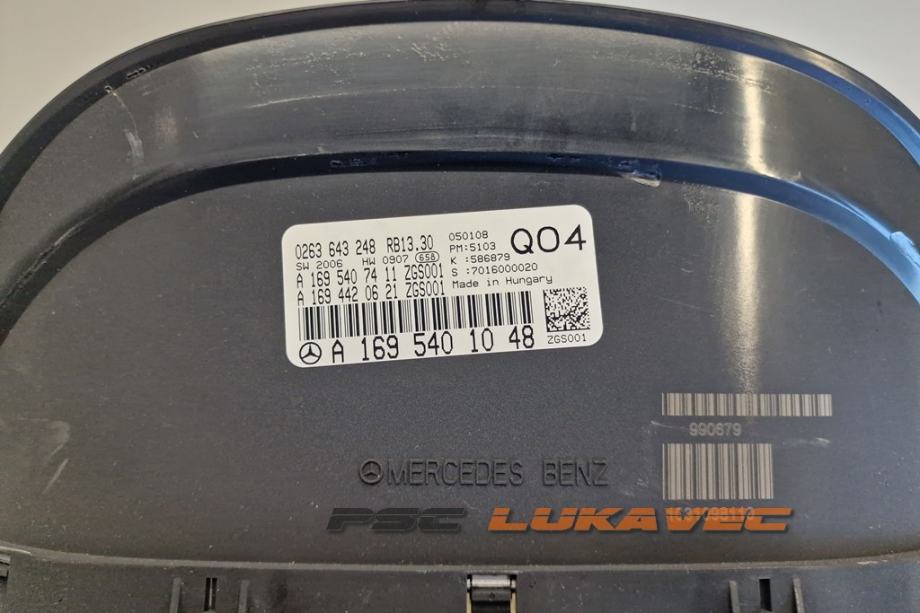 0263 643 248 RB13.30
SW 2006 HW 0907 658
A 169 540 74 11 ZGS001
A 169 442 06 21 ZGS001
050108
PM:5103
K :586879
S :7016000020
Made in Hungary
Q04
ZGS001
A 169 540 10 48
990679
MERCEDES BENZ
PSC LUKAVEC